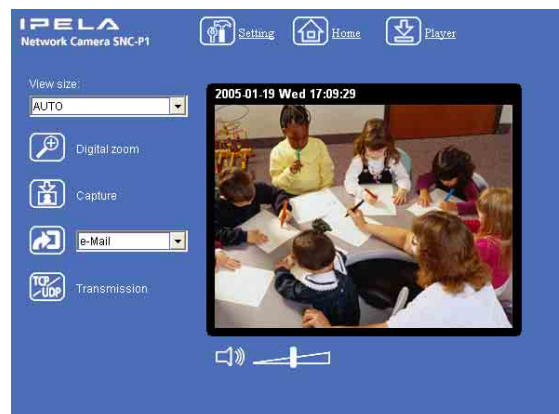 IPELA
Network Camera SNC-P1
Setting
Home
Player
View size:
AUTO
2005-01-19 Wed 17:09:29
Digital zoom
Capture
e-Mail
TCP/UDP
Transmission